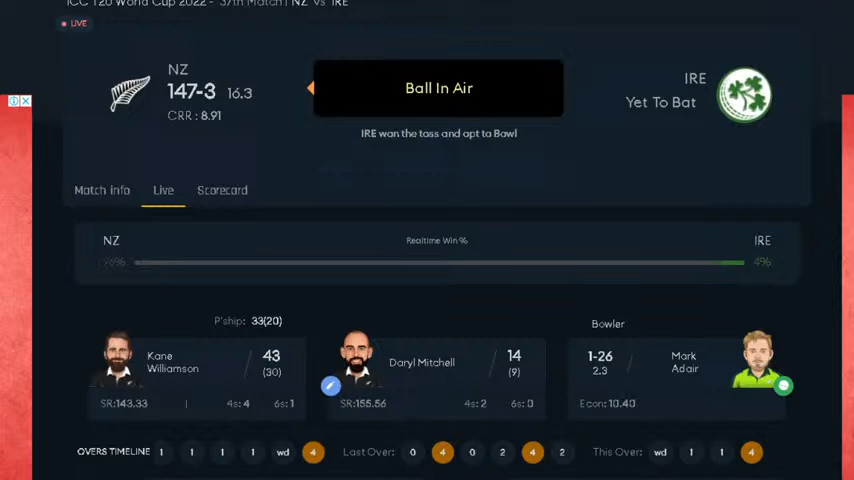 ICC T20 World Cup 2022 - 37th Match | NZ Vs IRE
LIVE
NZ
147-3 16.3
CRR : 8.91
Ball In Air
IRE won the toss and opt to Bowl
IRE
Yet To Bat
Match info Live Scorecard
NZ Realtime Win% IRE
96% 4%
P'ship: 33(20) Bowler
Kane Williamson 43 (30)
SR:143.33 | 4s: 4 6s: 1
Daryl Mitchell 14 (9)
SR:155.56 4s: 2 6s: 0
1-26 2.3 Mark Adair
Econ: 10.40
OVERS TIMELINE 1 1 1 1 wd 4 Last Over: 0 4 0 2 4 2 This Over: wd 1 1 4